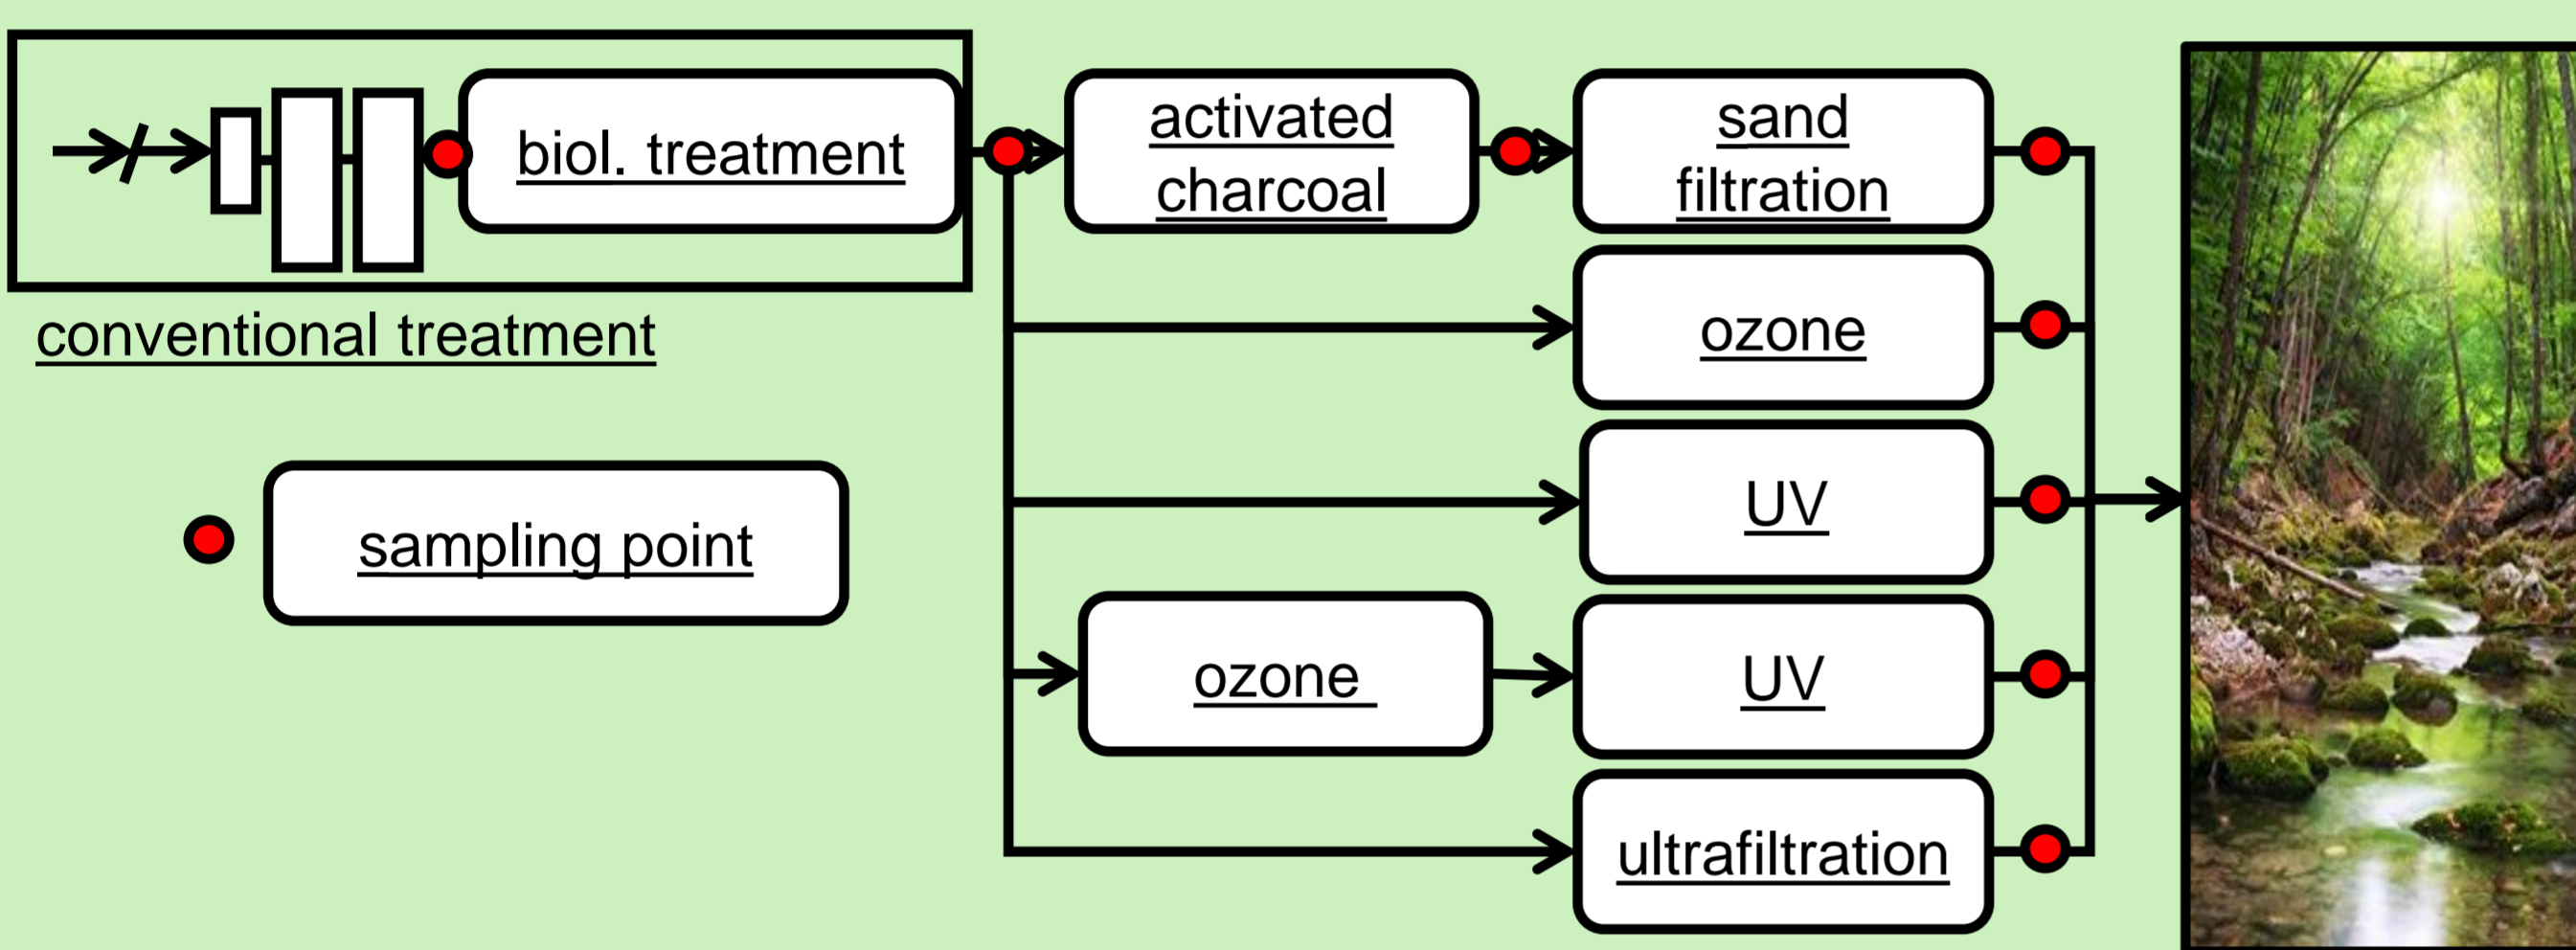 biol. treatment
activated
charcoal
sand
filtration
conventional treatment
ozone
UV
sampling point
ozone
UV
ultrafiltration